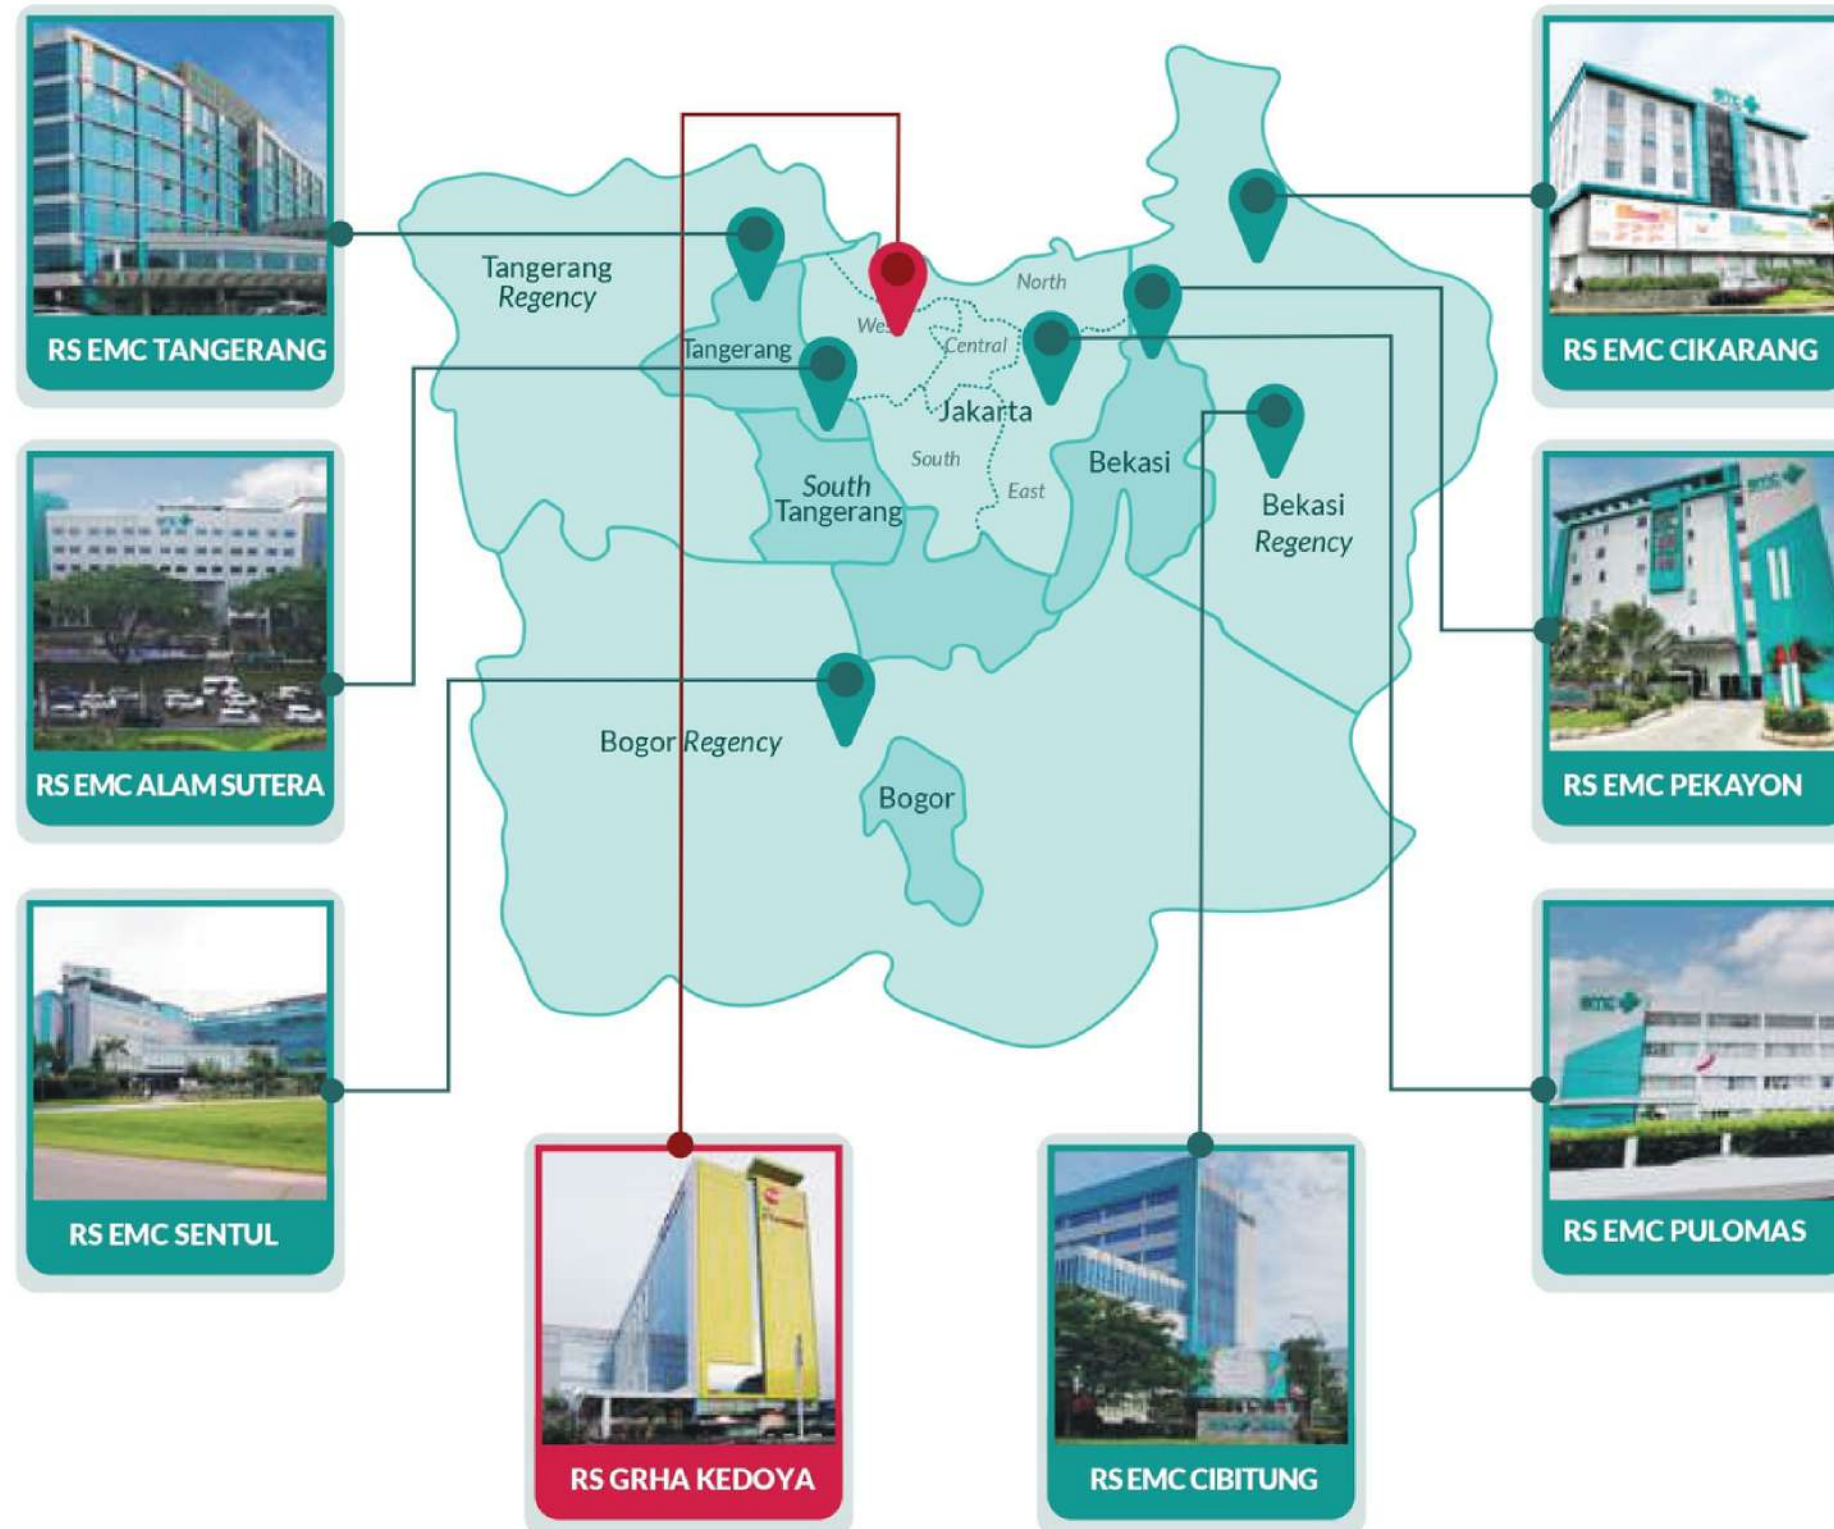 RS EMC TANGERANG
RS EMC ALAM SUTERA
RS EMC SENTUL
Tangerang
Regency
Tangerang
South
Tangerang
North
Central
Jakarta
South
East
Bekasi
Bekasi
Regency
Bogor Regency
Bogor
RS EMC CIKARANG
RS EMC PEKAYON
RS EMC PULOMAS
RS GRHA KEDOYA
RS EMC CIBITUNG